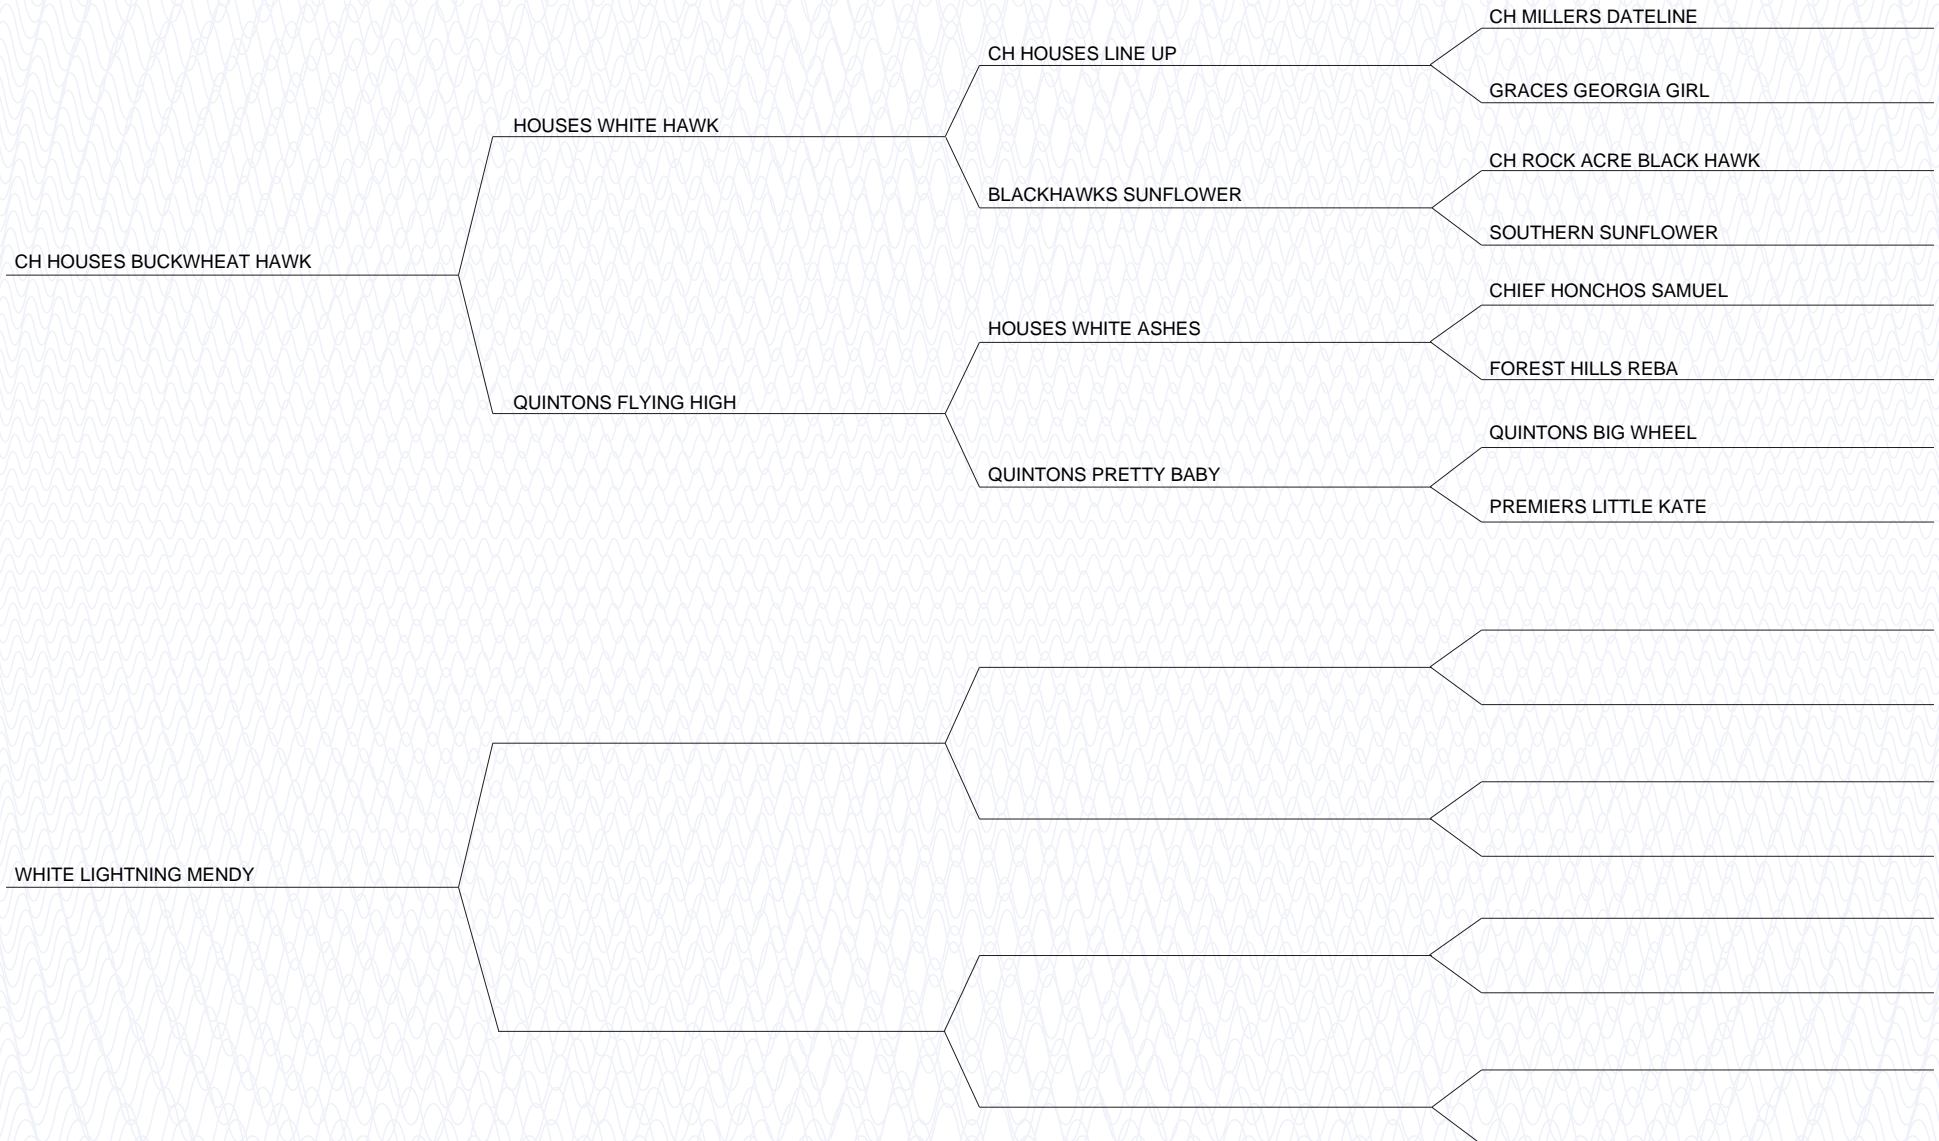 CH MILLERS DATELINE
CH HOUSES LINE UP
GRACES GEORGIA GIRL
HOUSES WHITE HAWK
CH ROCK ACRE BLACK HAWK
BLACKHAWKS SUNFLOWER
SOUTHERN SUNFLOWER
CH HOUSES BUCKWHEAT HAWK
CHIEF HONCHOS SAMUEL
HOUSES WHITE ASHES
FOREST HILLS REBA
QUINTONS FLYING HIGH
QUINTONS BIG WHEEL
QUINTONS PRETTY BABY
PREMIERS LITTLE KATE
WHITE LIGHTNING MENDY